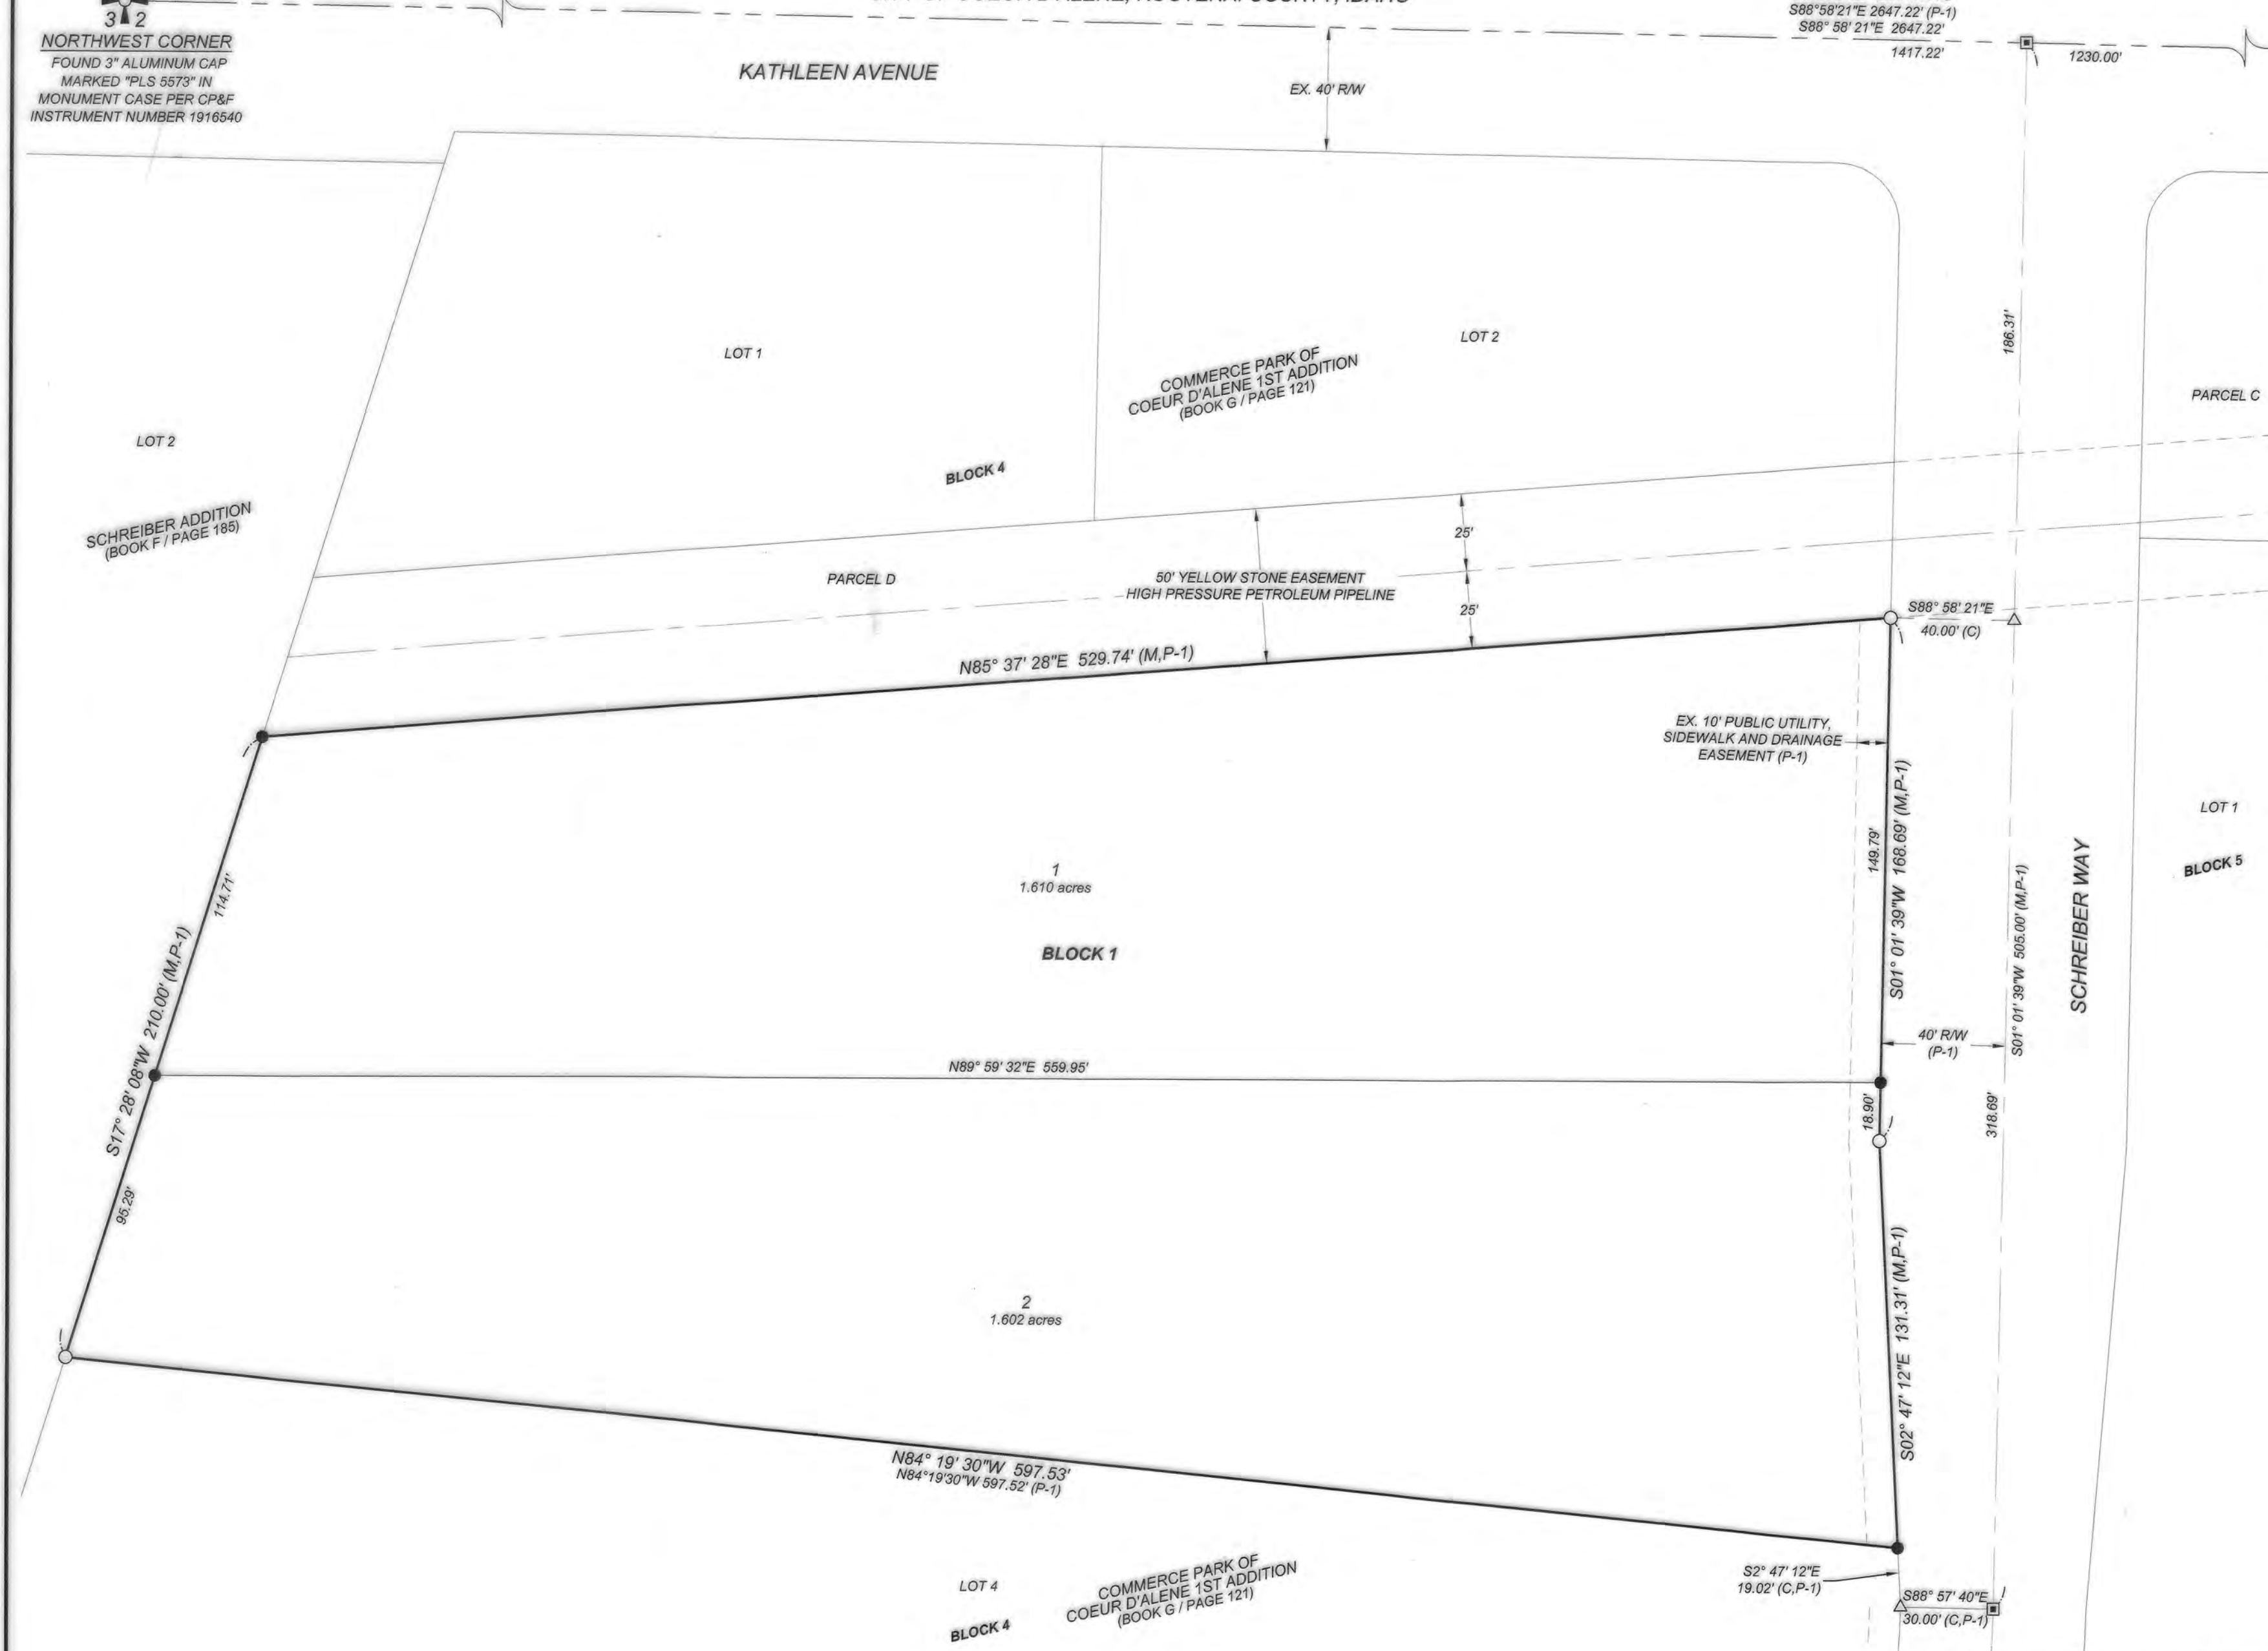 S88°58'21"E 2647.22' (P-1)
S88° 58' 21"E 2647.22'
1417.22'
1230.00'
3 2
NORTHWEST CORNER
FOUND 3" ALUMINUM CAP
MARKED "PLS 5573" IN
MONUMENT CASE PER CP&F
INSTRUMENT NUMBER 1916540
KATHLEEN AVENUE
EX. 40' R/W
186.31'
LOT 1
LOT 2
COMMERCE PARK OF
COEUR D'ALENE 1ST ADDITION
(BOOK G / PAGE 121)
PARCEL C
LOT 2
BLOCK 4
SCHREIBER ADDITION
(BOOK F / PAGE 185)
25'
PARCEL D
50' YELLOW STONE EASEMENT
HIGH PRESSURE PETROLEUM PIPELINE
25'
S88° 58' 21"E
40.00' (C)
N85° 37' 28"E 529.74' (M,P-1)
EX. 10' PUBLIC UTILITY,
SIDEWALK AND DRAINAGE
EASEMENT (P-1)
149.79'
S01° 01' 39"W 168.69' (M,P-1)
LOT 1
BLOCK 5
1
1.610 acres
BLOCK 1
114.71'
S17° 28' 08"W 210.00' (M,P-1)
S01° 01' 39"W 505.00' (M,P-1)
SCHREIBER WAY
40' R/W
(P-1)
N89° 59' 32"E 559.95'
18.90'
318.69'
95.29'
2
1.602 acres
S02° 47' 12"E 131.31' (M,P-1)
N84° 19' 30"W 597.53'
N84°19'30"W 597.52' (P-1)
LOT 4
BLOCK 4
COMMERCE PARK OF
COEUR D'ALENE 1ST ADDITION
(BOOK G / PAGE 121)
S2° 47' 12"E
19.02' (C,P-1)
S88° 57' 40"E
30.00' (C,P-1)